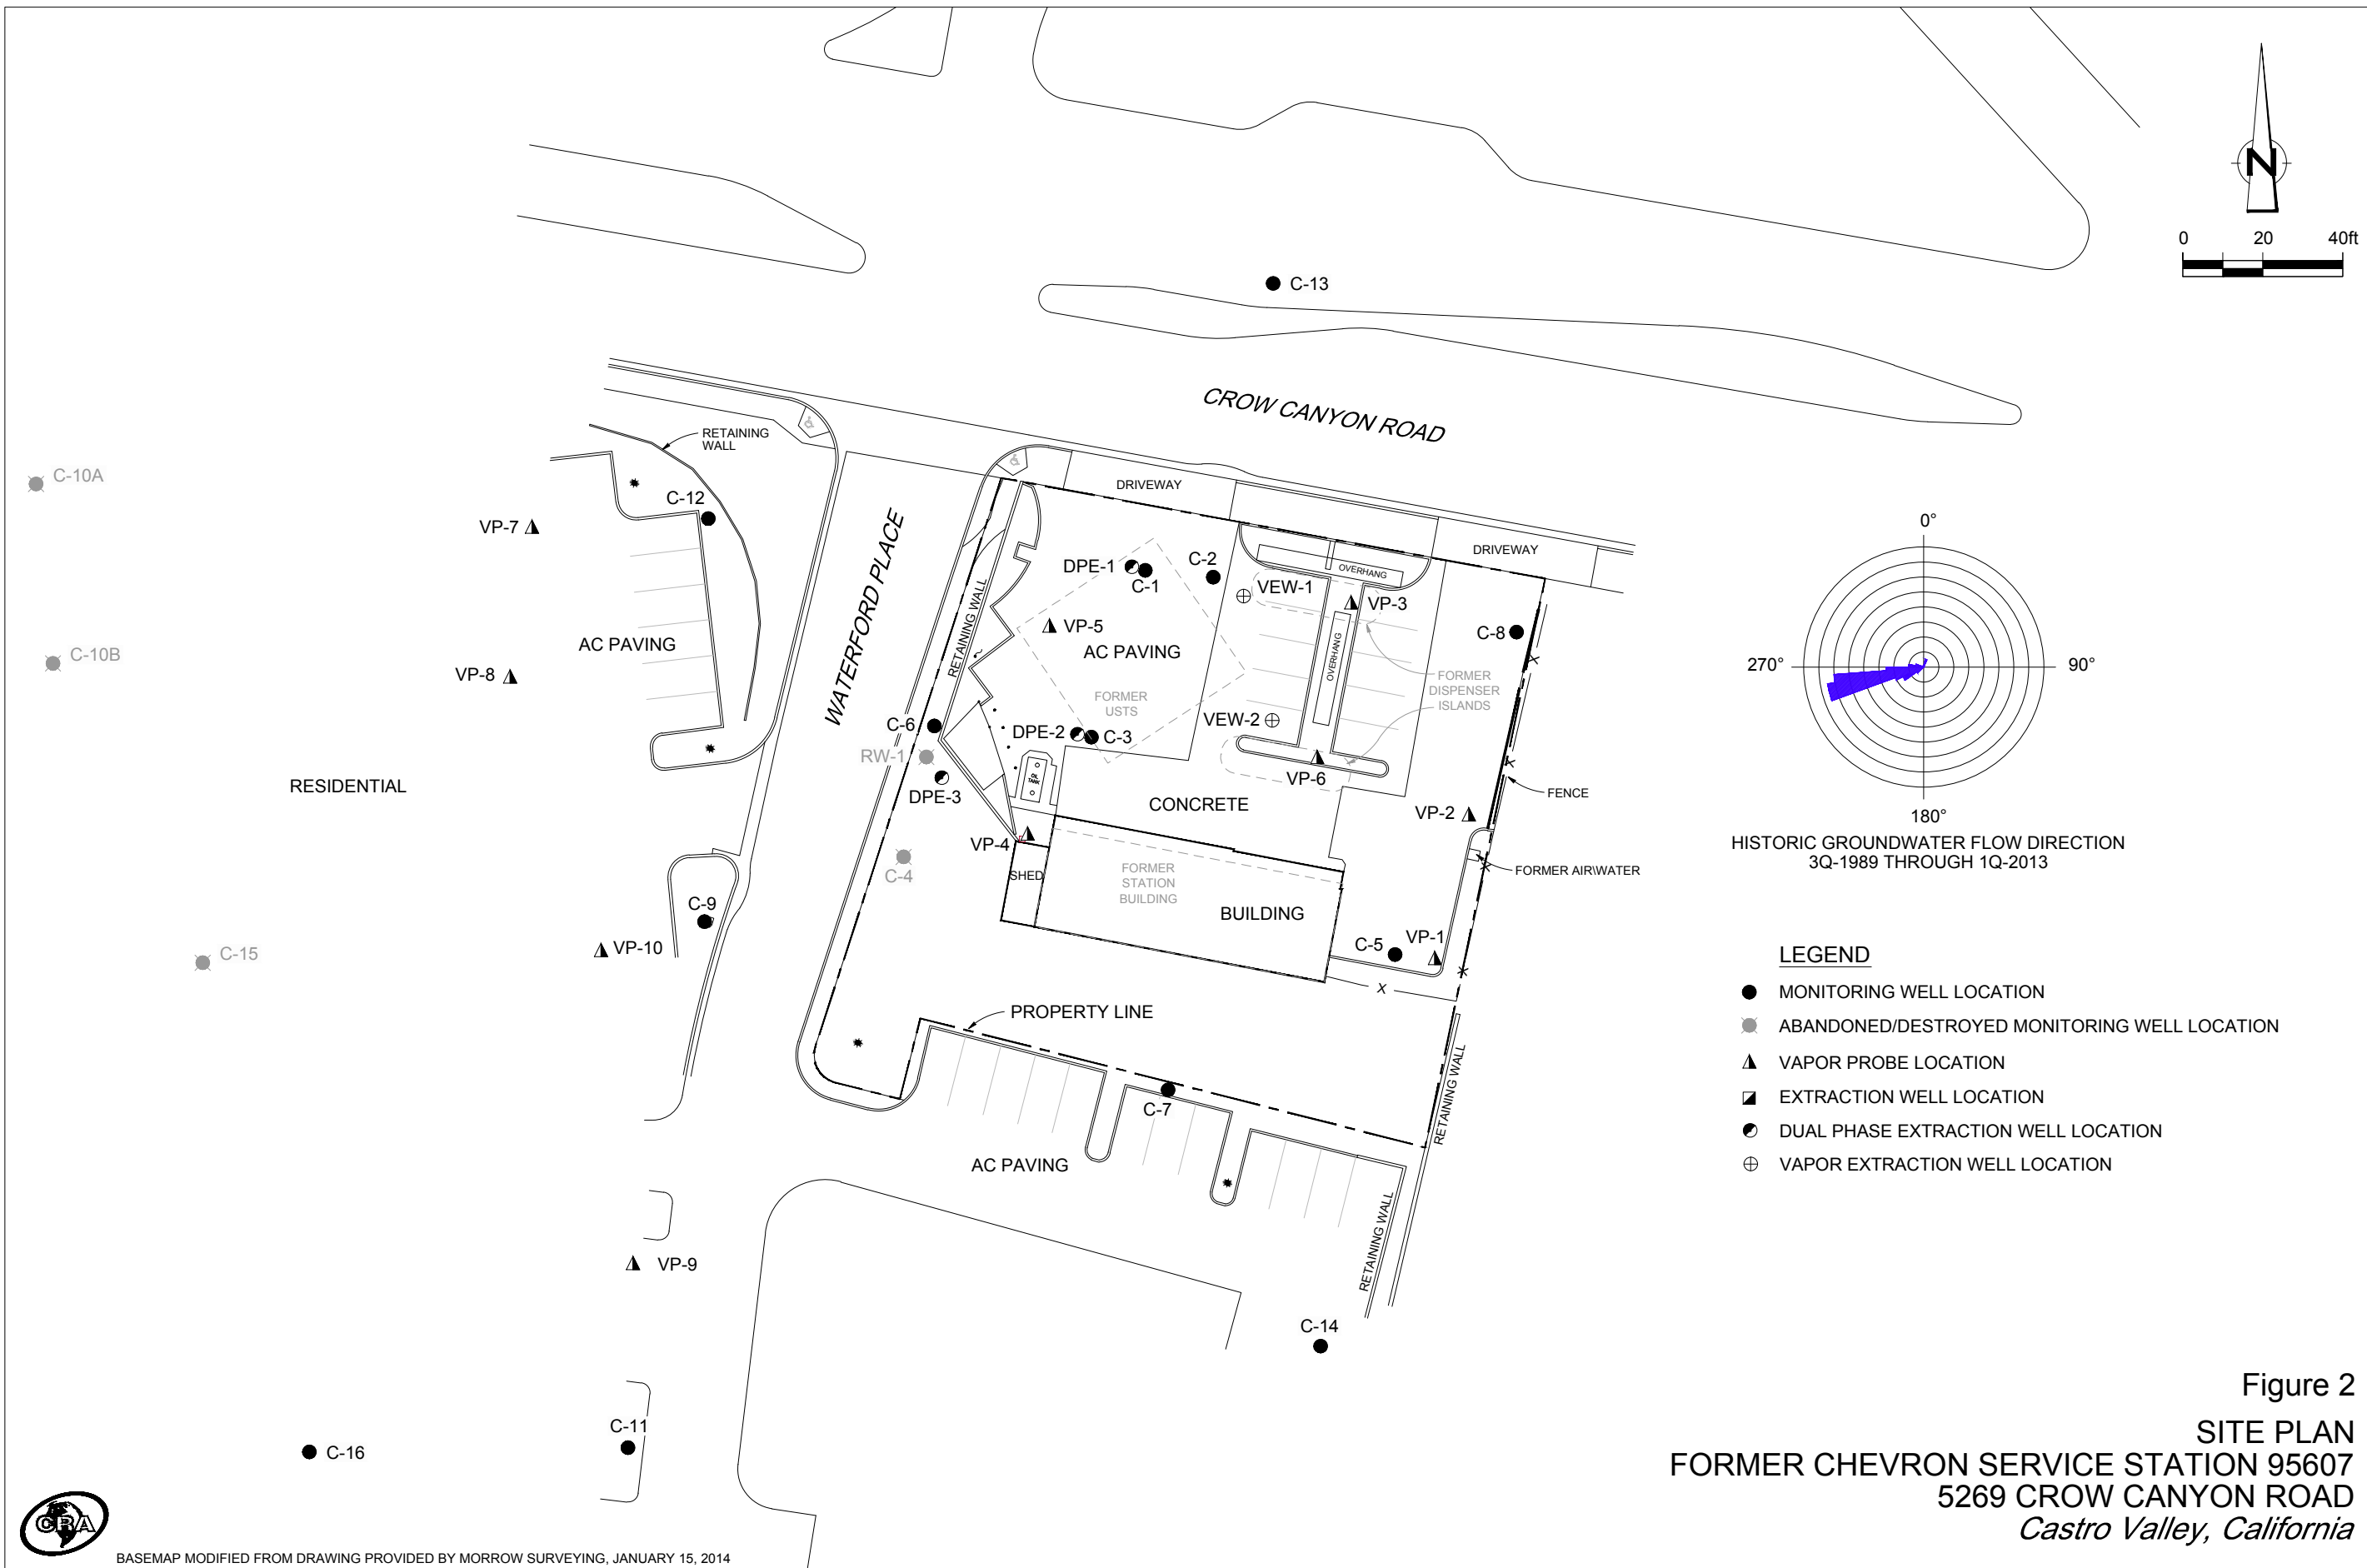 N
0 20 40ft
C-13
CROW CANYON ROAD
RETAINING
WALL
C-10A
C-12
VP-7
DRIVEWAY
DRIVEWAY
WATERFORD PLACE
RETAINING WALL
DPE-1
C-1
C-2
VEW-1
OVERHANG
VP-3
C-8
VP-5
AC PAVING
AC PAVING
OVERHANG
C-10B
VP-8
FORMER
USTS
FORMER
DISPENSER
ISLANDS
C-6
DPE-2
C-3
VEW-2
RW-1
DPE-3
OIL
TANK
VP-6
RESIDENTIAL
CONCRETE
VP-2
FENCE
VP-4
C-4
SHED
FORMER
STATION
BUILDING
BUILDING
FORMER AIR\WATER
C-9
VP-10
C-15
C-5
VP-1
X
X
X
X
X
PROPERTY LINE
RETAINING WALL
C-7
AC PAVING
RETAINING WALL
VP-9
C-14
C-11
C-16
0°
270°
90°
180°
HISTORIC GROUNDWATER FLOW DIRECTION
3Q-1989 THROUGH 1Q-2013
LEGEND
MONITORING WELL LOCATION
ABANDONED/DESTROYED MONITORING WELL LOCATION
VAPOR PROBE LOCATION
EXTRACTION WELL LOCATION
DUAL PHASE EXTRACTION WELL LOCATION
VAPOR EXTRACTION WELL LOCATION
Figure 2
SITE PLAN
FORMER CHEVRON SERVICE STATION 95607
5269 CROW CANYON ROAD
Castro Valley, California
CRA
BASEMAP MODIFIED FROM DRAWING PROVIDED BY MORROW SURVEYING, JANUARY 15, 2014